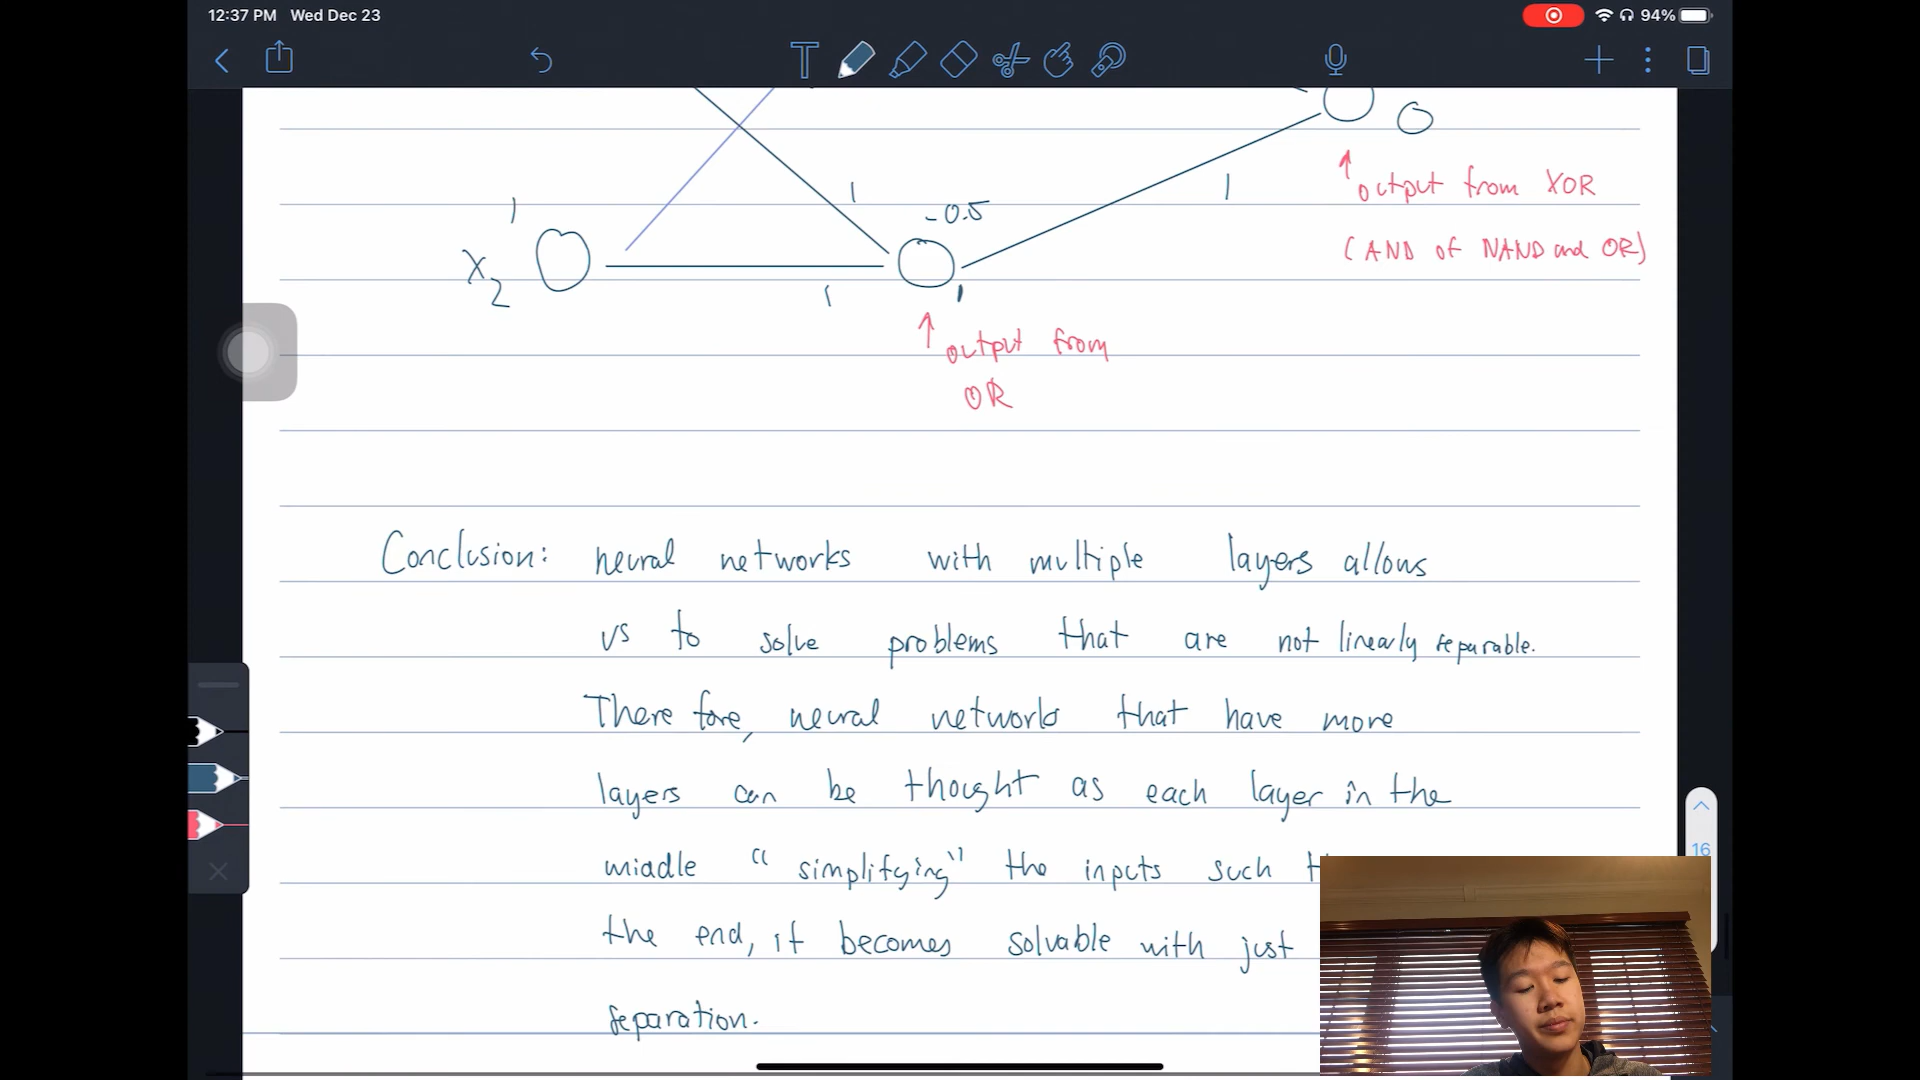 12:37 PM Wed Dec 23
94%
1
-0.5
1
1
X2
1
1
0
↑ output from XOR
(AND of NAND and OR)
↑ output from
OR
Conclusion: neural networks with multiple layers allows
us to solve problems that are not linearly separable.
Therefore, neural networks that have more
layers can be thought as each layer in the
middle "simplifying" the inputs such
the end, it becomes solvable with just
separation.
16